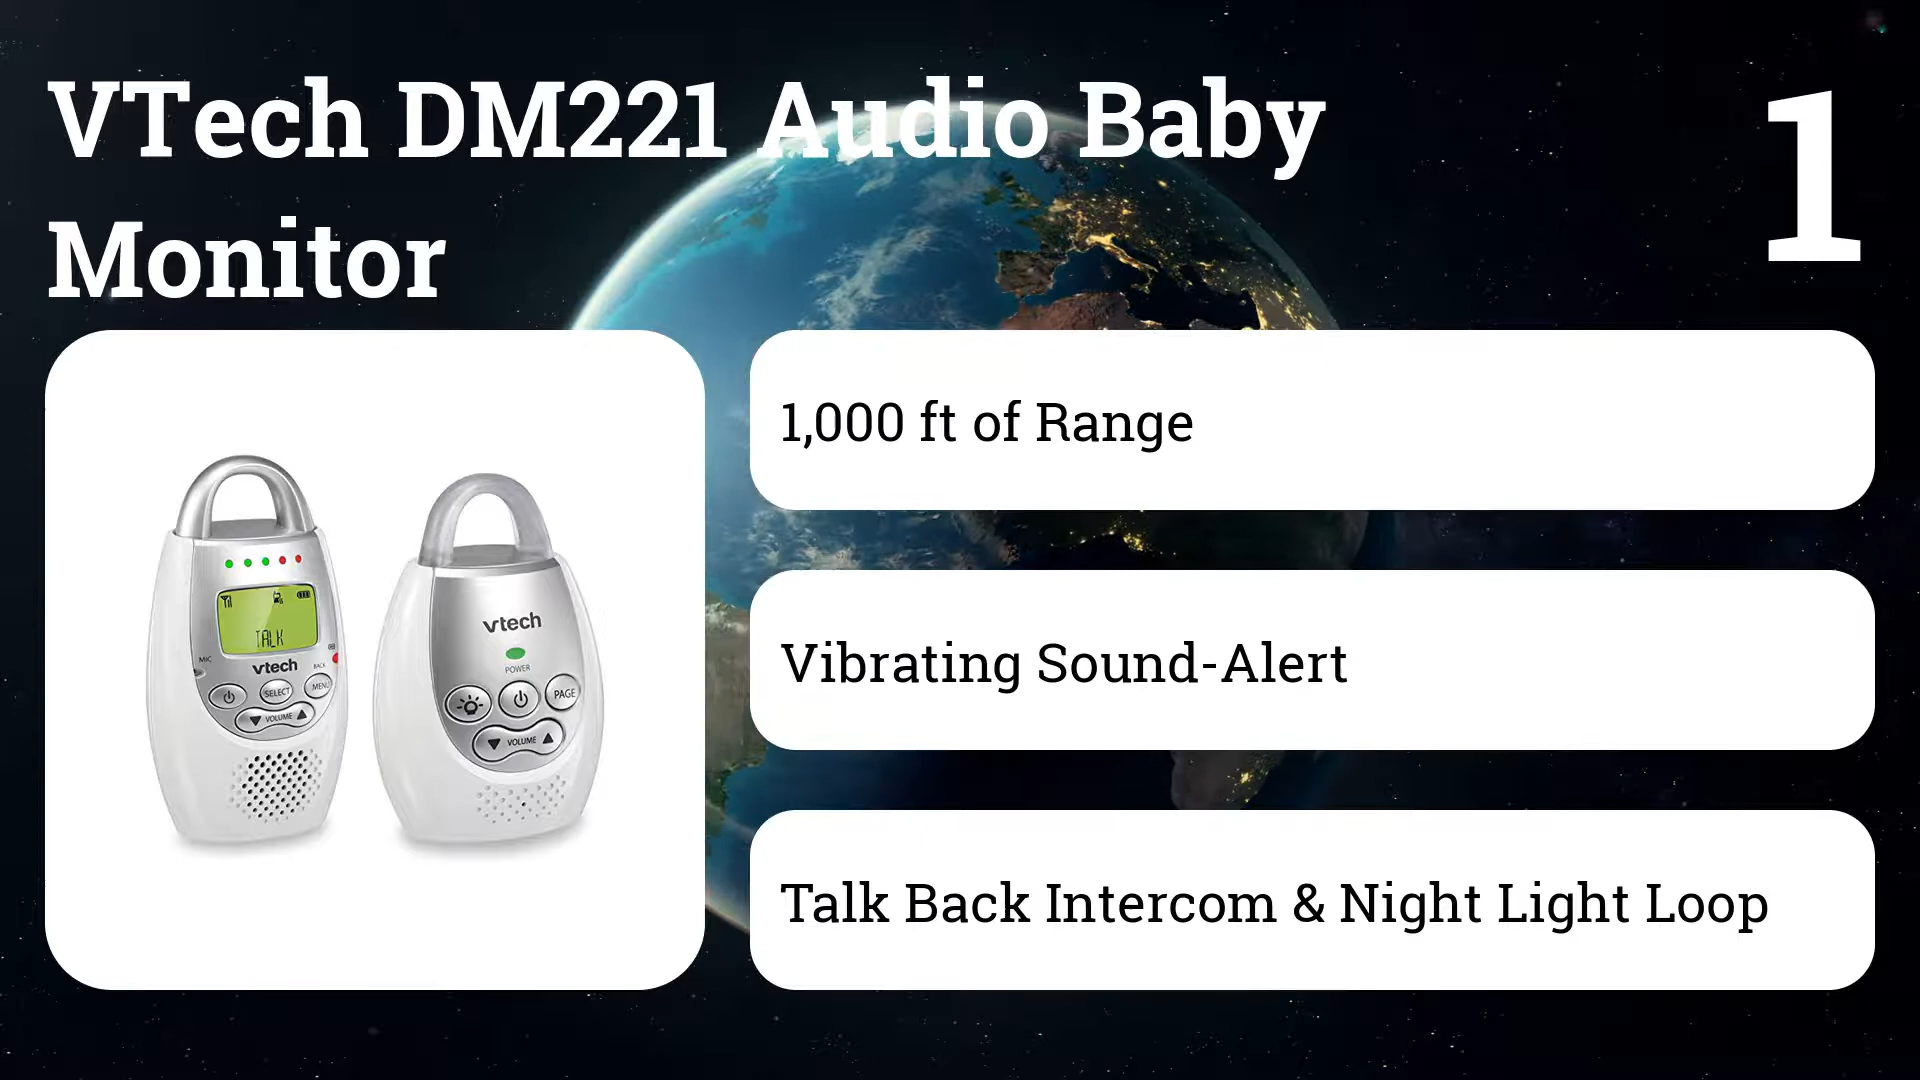 VTech DM221 Audio Baby
Monitor
1
1,000 ft of Range
Vibrating Sound-Alert
Talk Back Intercom & Night Light Loop
TALK
MIC
vtech
BACK
SELECT
MENU
VOLUME
vtech
POWER
PAGE
VOLUME